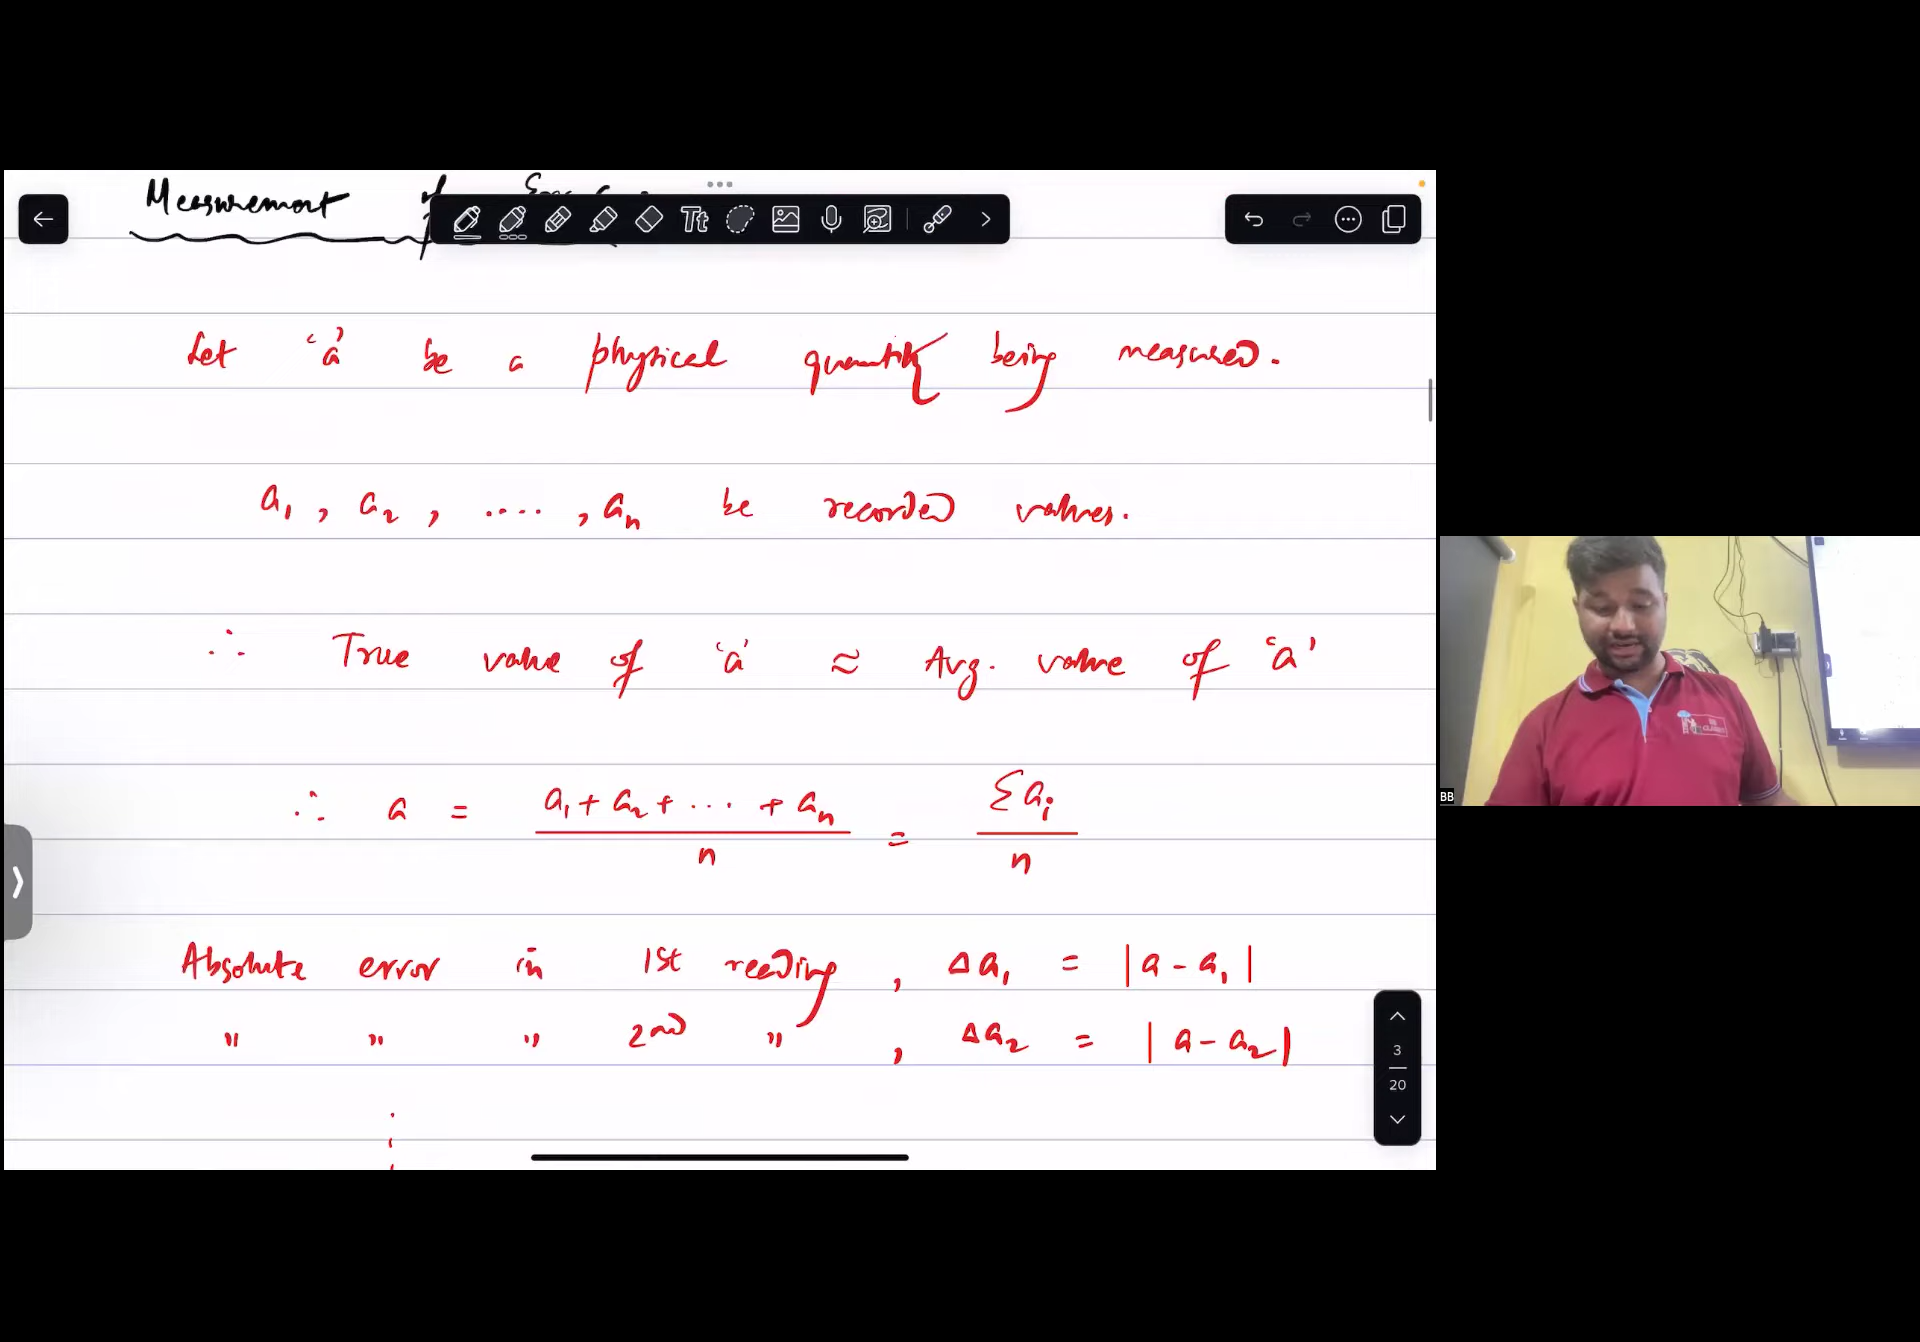 Measurement of
Let 'a' be a physical quantity being measured.
a₁, a₂, ...., aₙ be recorded values.
∴ True value of 'a' ≈ Avg. value of 'a'
∴ a = (a₁ + a₂ + ... + aₙ)/n = Σaᵢ/n
Absolute error in 1st reading, Δa₁ = |a - a₁|
" " " 2nd ", Δa₂ = |a - a₂|
Tt
3
20
BB